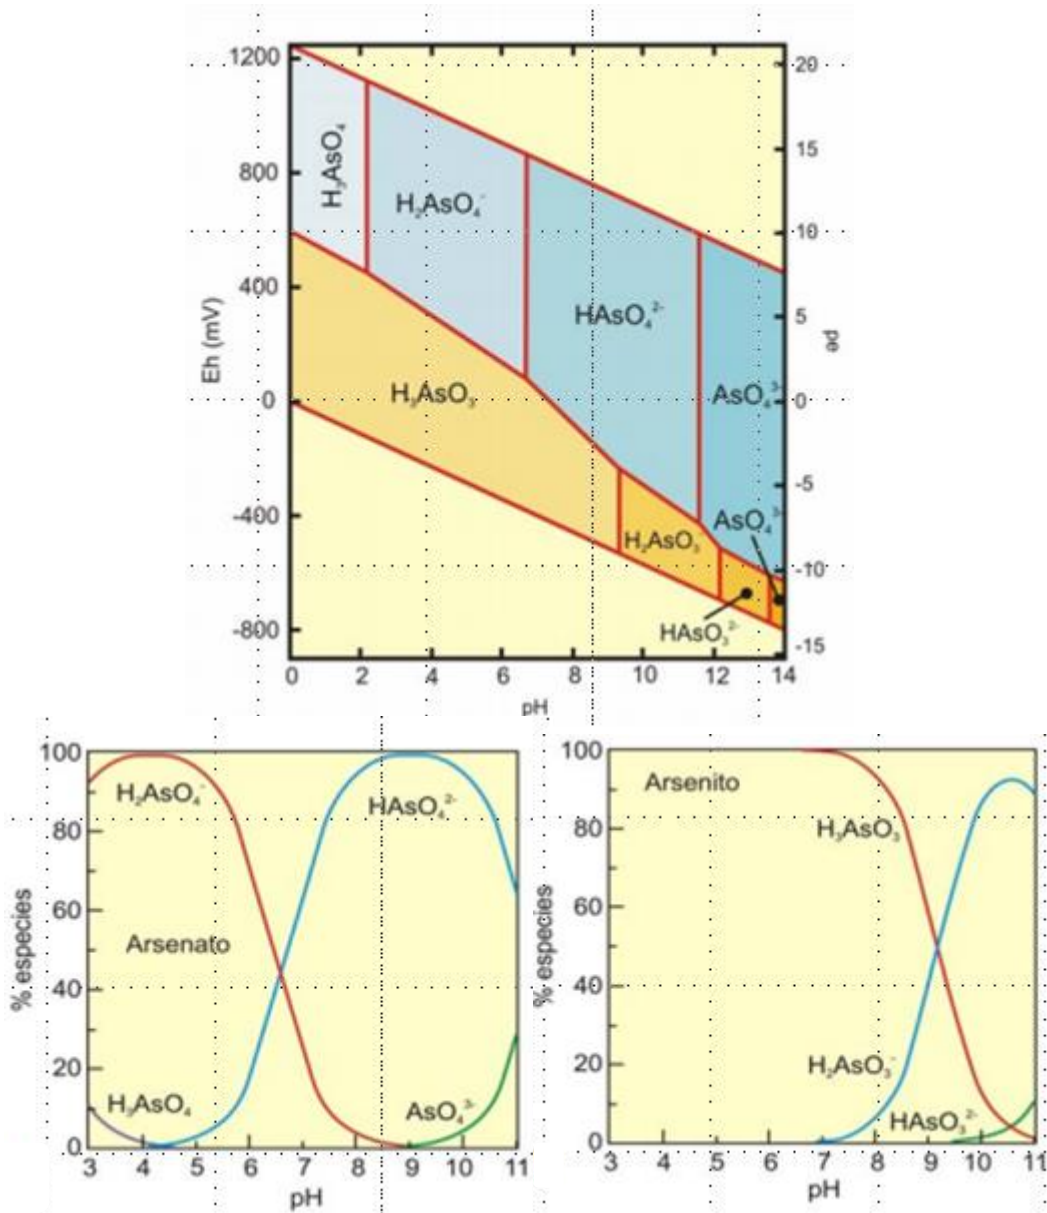 1200
800
400
0
-400
-800
Eh (mV)
20
15
10
5
0
-5
-10
-15
pe
H₃AsO₄
H₂AsO₄⁻
HAsO₄²⁻
AsO₄³⁻
H₃AsO₃
H₂AsO₃
AsO₄³⁻
HAsO₃²⁻
0 2 4 6 8 10 12 14
pH
100
80
60
40
20
0
% especies
H₂AsO₄⁻
HAsO₄²⁻
Arsenato
H₃AsO₄
AsO₄³⁻
3 4 5 6 7 8 9 10 11
pH
100
80
60
40
20
0
% especies
Arsenito
H₃AsO₃
H₂AsO₃⁻
HAsO₃²⁻
3 4 5 6 7 8 9 10 11
pH